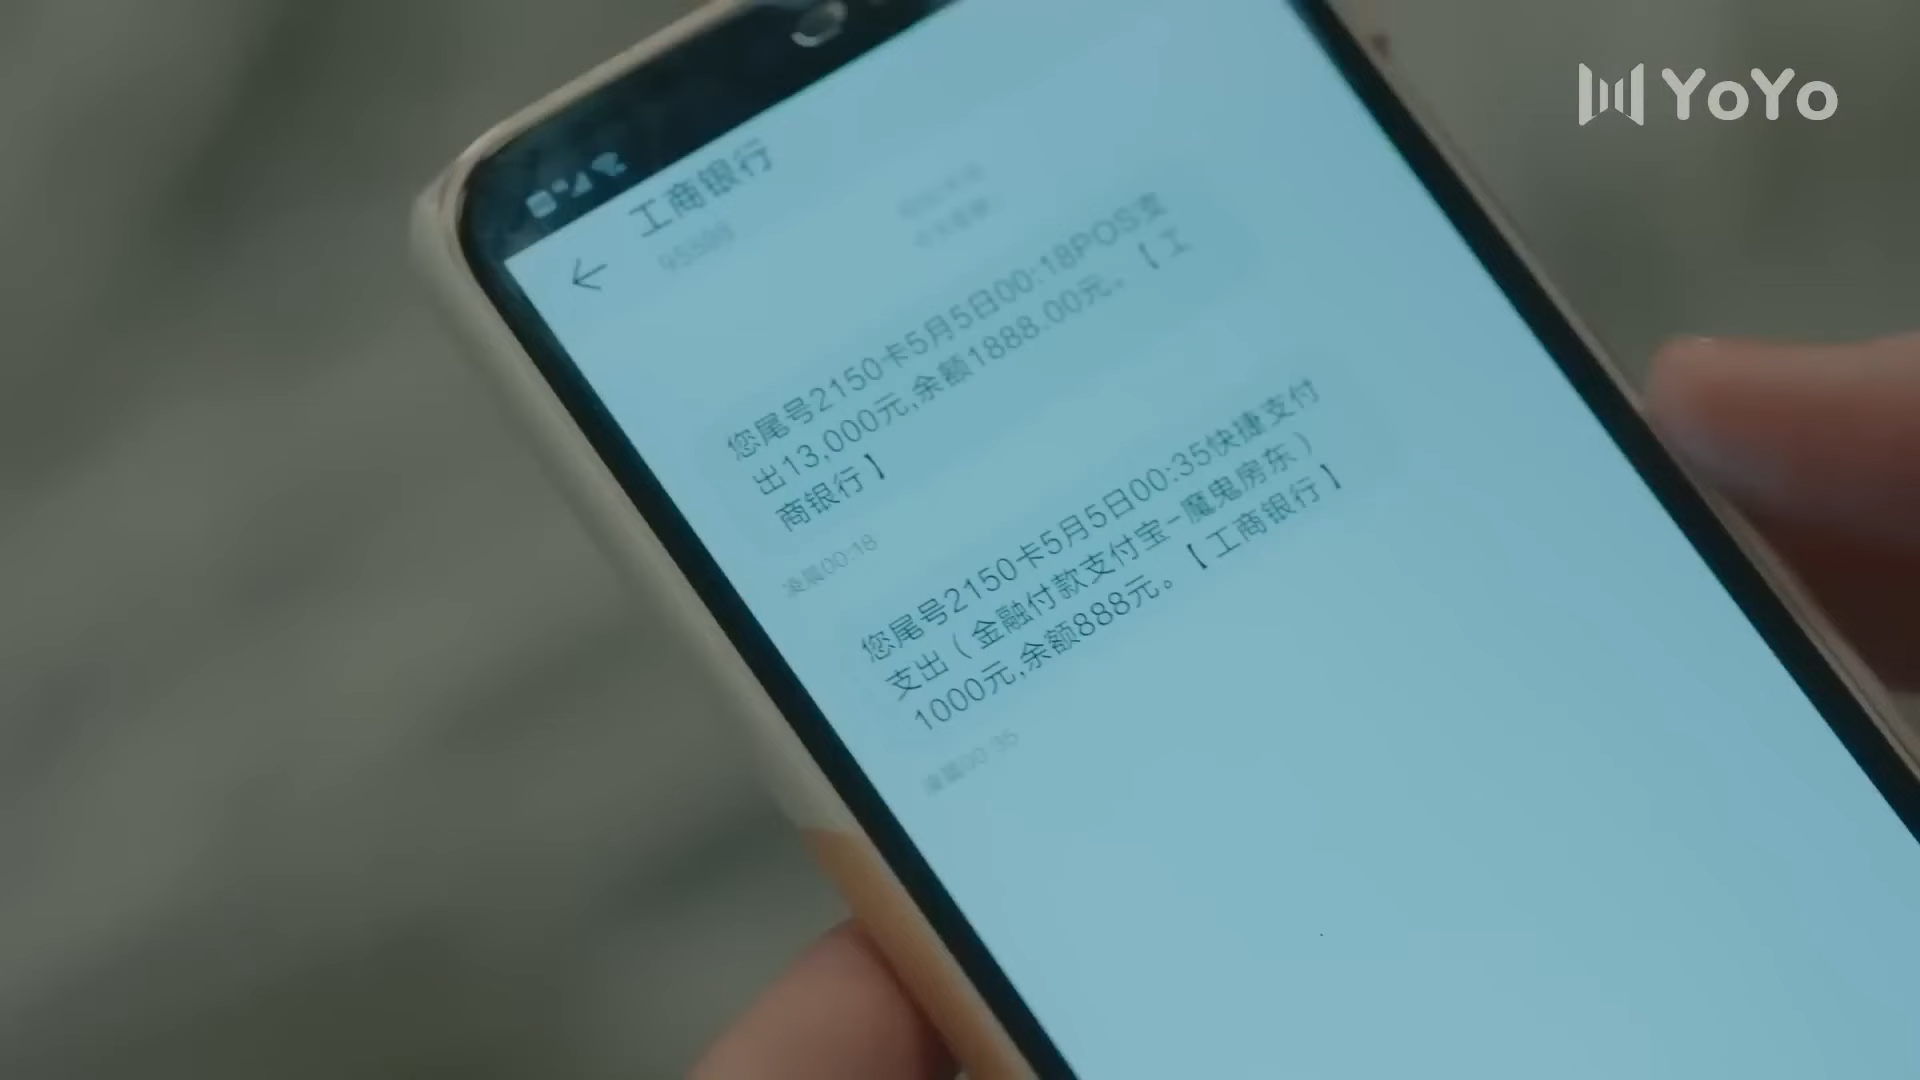 YoYo
工商银行
95588
您尾号2150卡5月5日00:18POS支
出13,000元,余额1888.00元。【工
商银行】
凌晨00:18
您尾号2150卡5月5日00:35快捷支付
支出（金融付款支付宝-魔鬼房东）
1000元,余额888元。【工商银行】
凌晨00:35